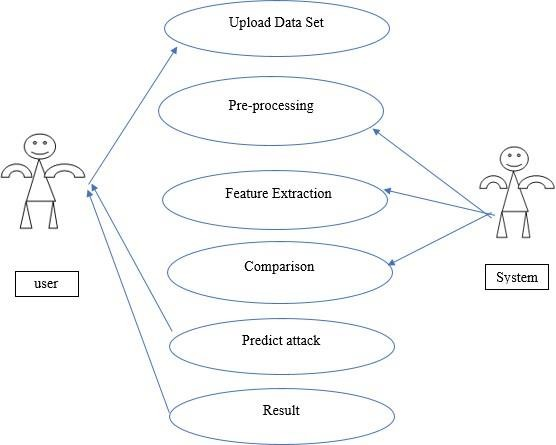 Upload Data Set
Pre-processing
Feature Extraction
Comparison
user
System
Predict attack
Result